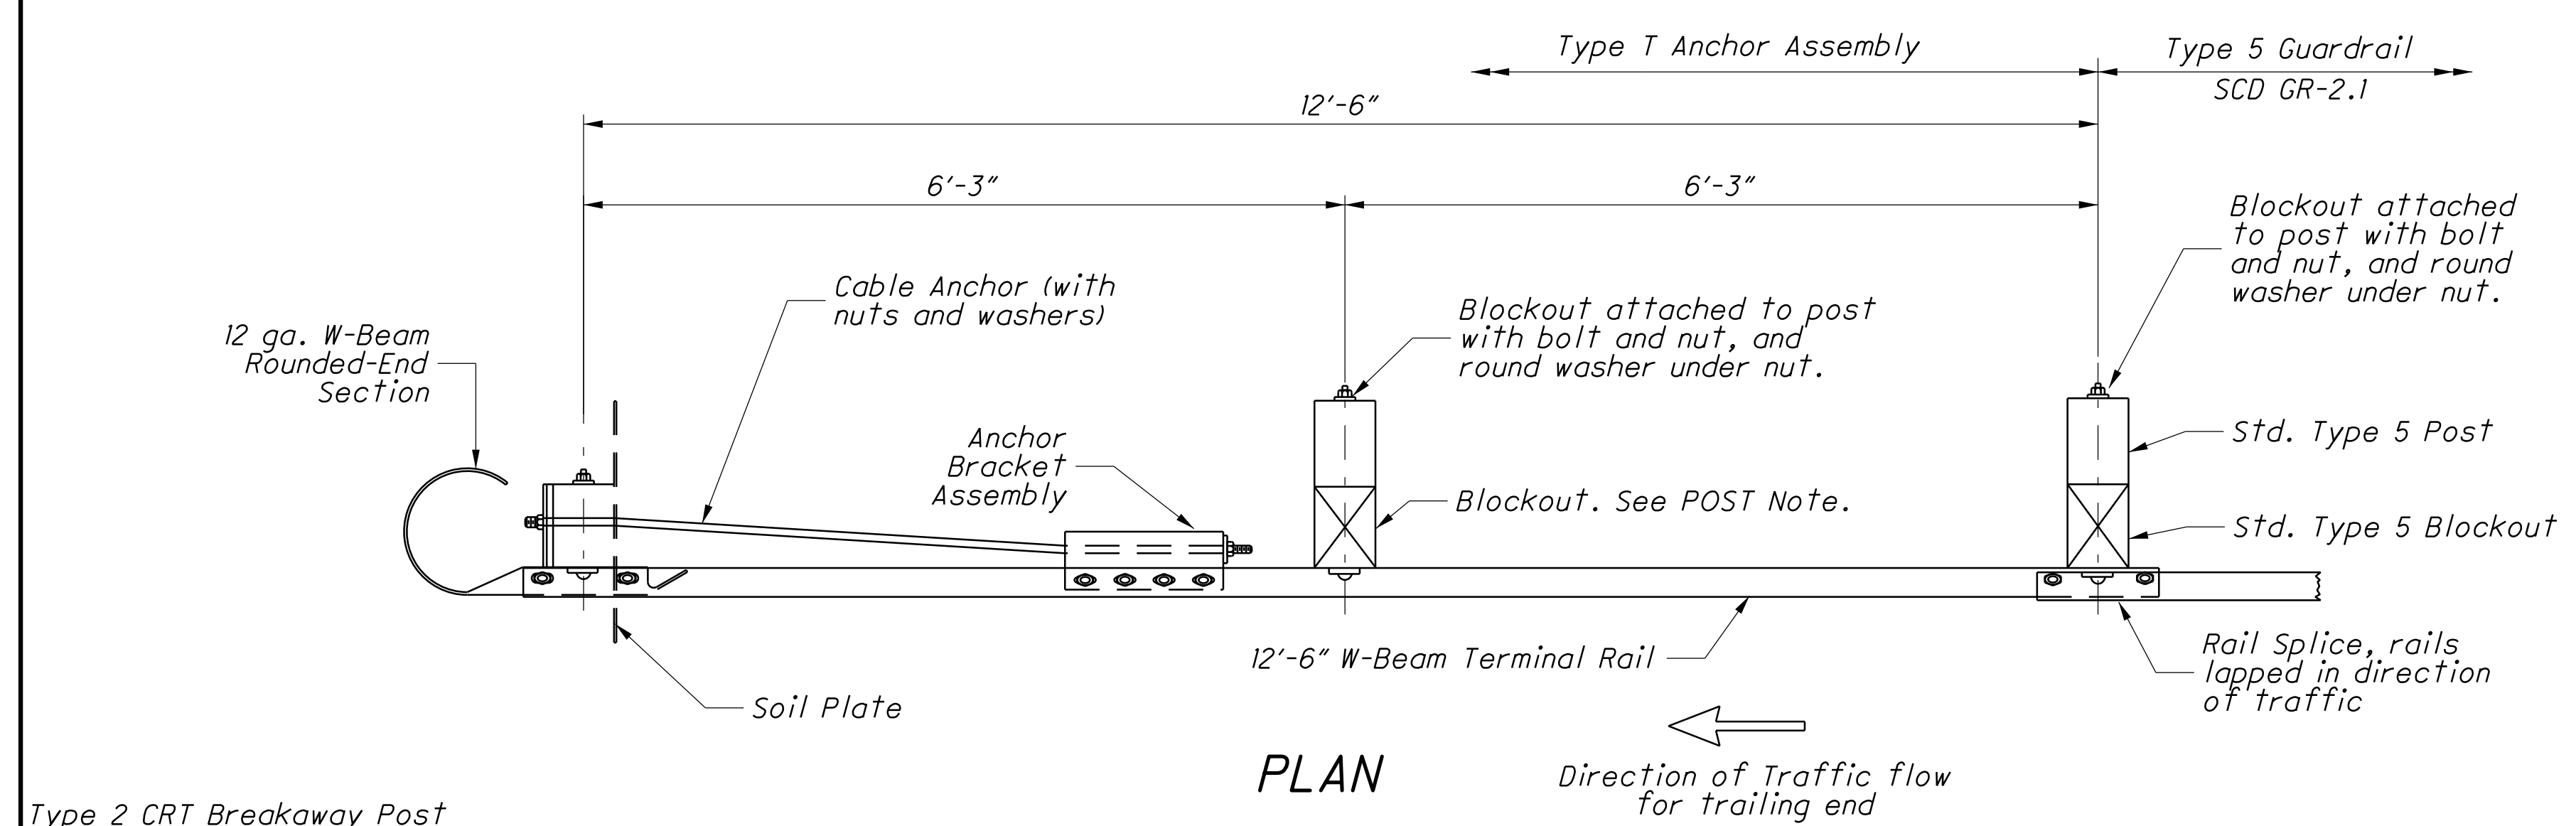 Type T Anchor Assembly
Type 5 Guardrail
SCD GR-2.1
12'-6"
6'-3"
6'-3"
Blockout attached
to post with bolt
and nut, and round
washer under nut.
Cable Anchor (with
nuts and washers)
Blockout attached to post
with bolt and nut, and
round washer under nut.
12 ga. W-Beam
Rounded-End
Section
Anchor
Bracket
Assembly
Std. Type 5 Post
Blockout. See POST Note.
Std. Type 5 Blockout
12'-6" W-Beam Terminal Rail
Rail Splice, rails
lapped in direction
of traffic
Soil Plate
PLAN
Direction of Traffic flow
for trailing end
Type 2 CRT Breakaway Post